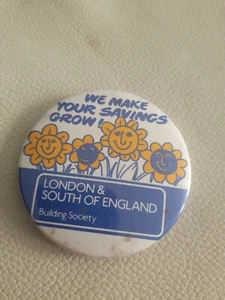 WE MAKE
YOUR SAVINGS
GROW!
LONDON &
SOUTH OF ENGLAND
Building Society